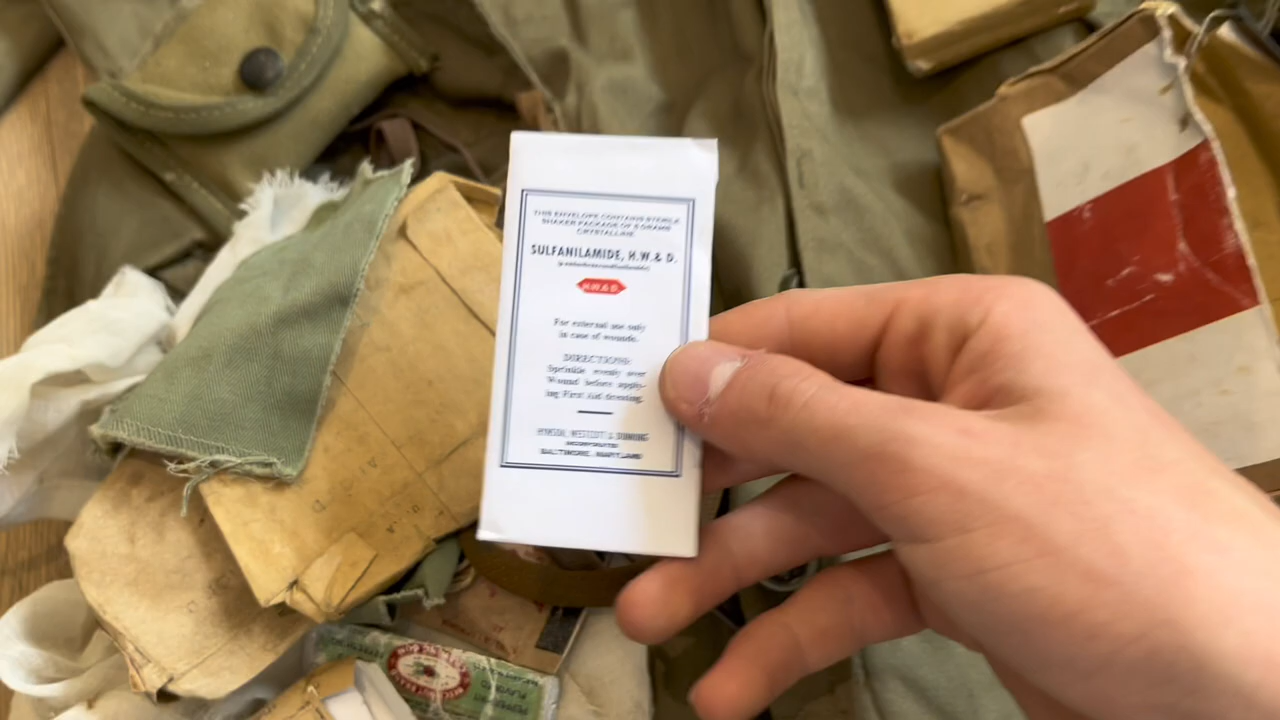 THIS ENVELOPE CONTAINS STERILE
SHAKER PACKAGE OF 5 GRAMS
CRYSTALLINE
SULFANILAMIDE, H.W.& D.
H.W.& D.
For external use only
in case of wounds.
DIRECTIONS:
Sprinkle evenly over
Wound before apply-
ing First Aid dressing.
HYNSON, WESTCOTT & DUNNING
INCORPORATED
BALTIMORE, MARYLAND